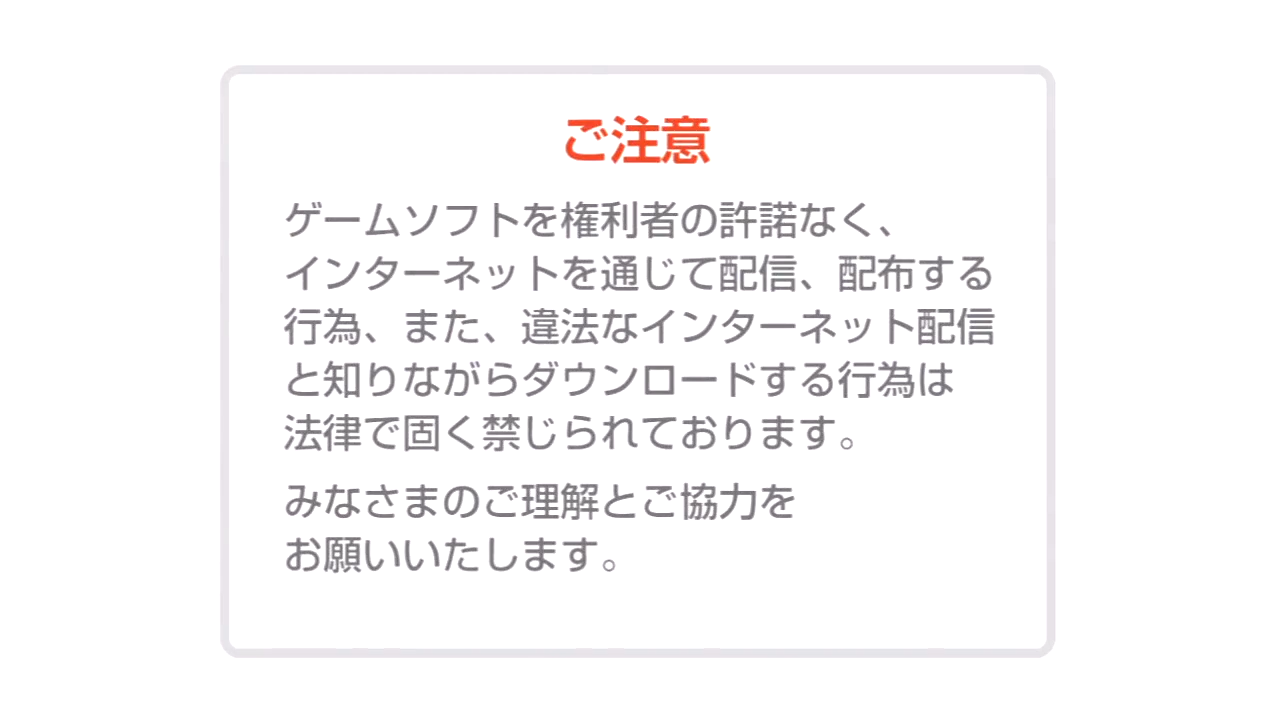 ご注意
ゲームソフトを権利者の許諾なく、
インターネットを通じて配信、配布する
行為、また、違法なインターネット配信
と知りながらダウンロードする行為は
法律で固く禁じられております。
みなさまのご理解とご協力を
お願いいたします。